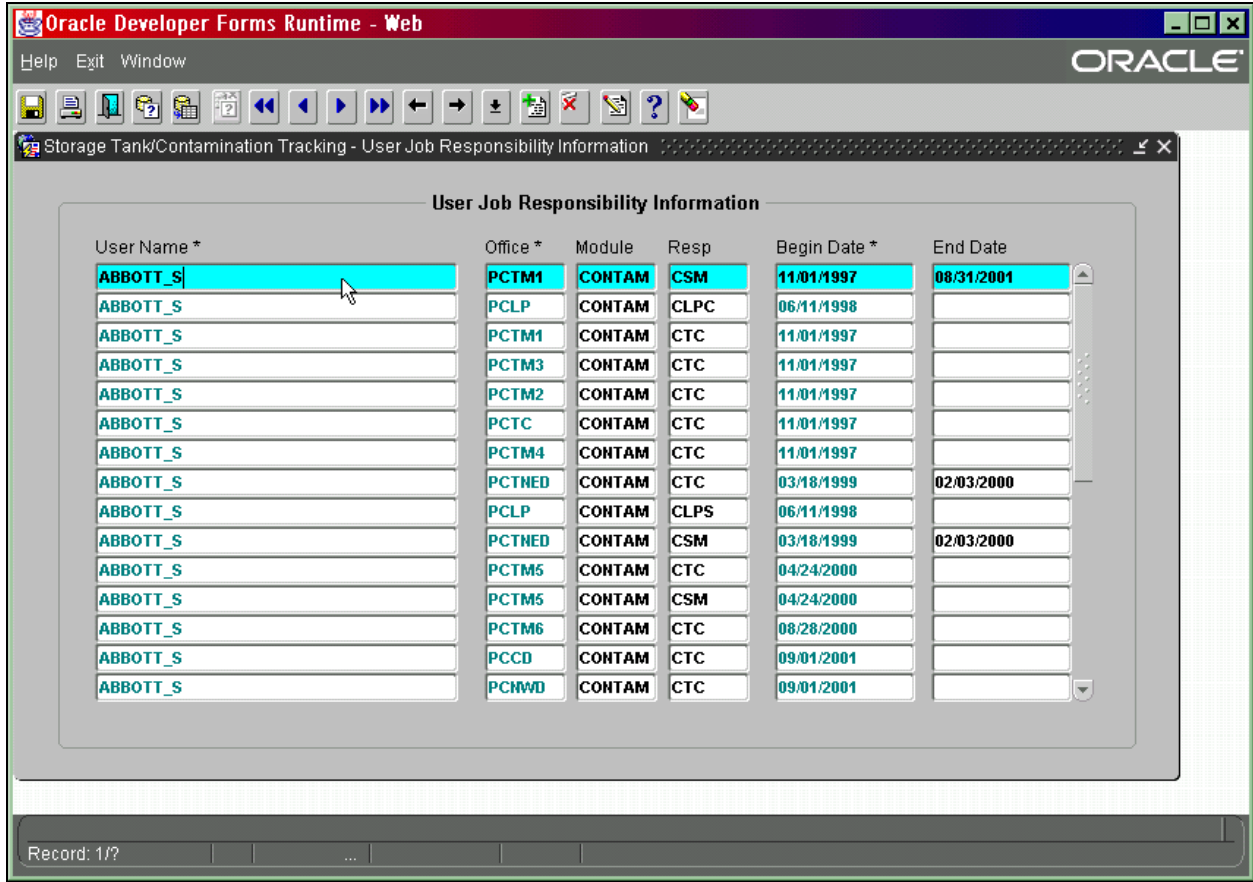 Oracle Developer Forms Runtime - Web
Help Exit Window ORACLE
Storage Tank/Contamination Tracking - User Job Responsibility Information
User Job Responsibility Information
User Name * Office * Module Resp Begin Date * End Date
ABBOTT_S PCTM1 CONTAM CSM 11/01/1997 08/31/2001
ABBOTT_S PCLP CONTAM CLPC 06/11/1998
ABBOTT_S PCTM1 CONTAM CTC 11/01/1997
ABBOTT_S PCTM3 CONTAM CTC 11/01/1997
ABBOTT_S PCTM2 CONTAM CTC 11/01/1997
ABBOTT_S PCTC CONTAM CTC 11/01/1997
ABBOTT_S PCTM4 CONTAM CTC 11/01/1997
ABBOTT_S PCTNED CONTAM CTC 03/18/1999 02/03/2000
ABBOTT_S PCLP CONTAM CLPS 06/11/1998
ABBOTT_S PCTNED CONTAM CSM 03/18/1999 02/03/2000
ABBOTT_S PCTM5 CONTAM CTC 04/24/2000
ABBOTT_S PCTM5 CONTAM CSM 04/24/2000
ABBOTT_S PCTM6 CONTAM CTC 08/28/2000
ABBOTT_S PCCD CONTAM CTC 09/01/2001
ABBOTT_S PCNWD CONTAM CTC 09/01/2001
Record: 1/? ...